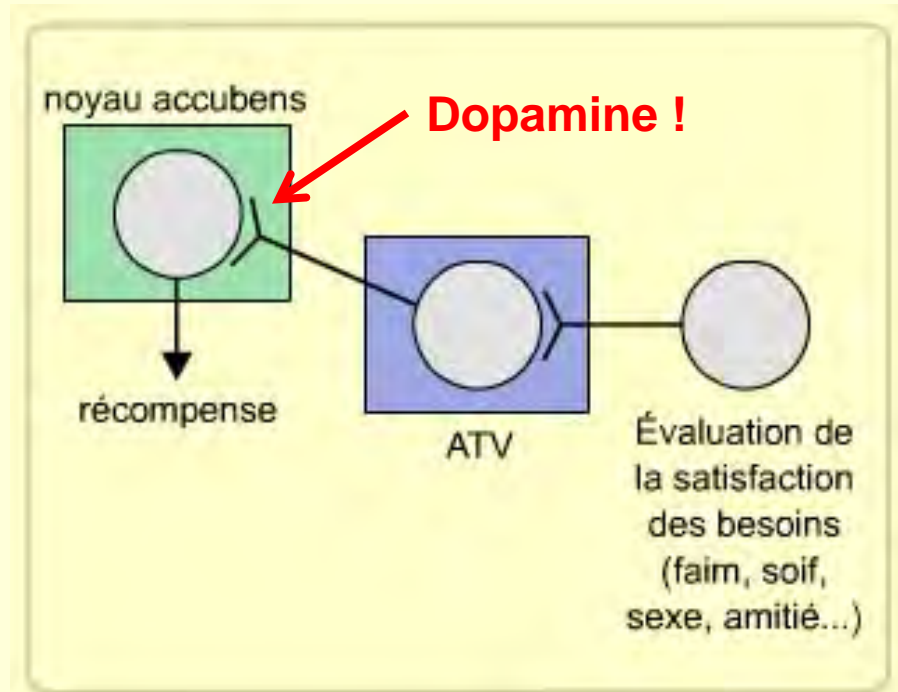 noyau accubens
Dopamine !
récompense
ATV
Évaluation de
la satisfaction
des besoins
(faim, soif,
sexe, amitié...)